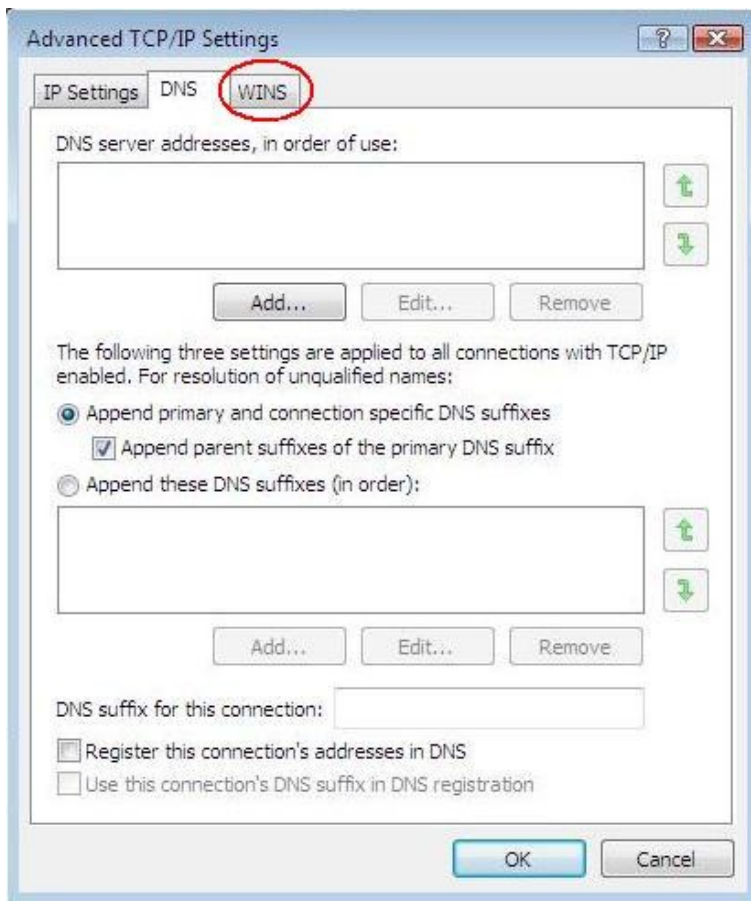 Advanced TCP/IP Settings
IP Settings DNS WINS
DNS server addresses, in order of use:
Add... Edit... Remove
The following three settings are applied to all connections with TCP/IP
enabled. For resolution of unqualified names:
Append primary and connection specific DNS suffixes
Append parent suffixes of the primary DNS suffix
Append these DNS suffixes (in order):
Add... Edit... Remove
DNS suffix for this connection:
Register this connection's addresses in DNS
Use this connection's DNS suffix in DNS registration
OK Cancel